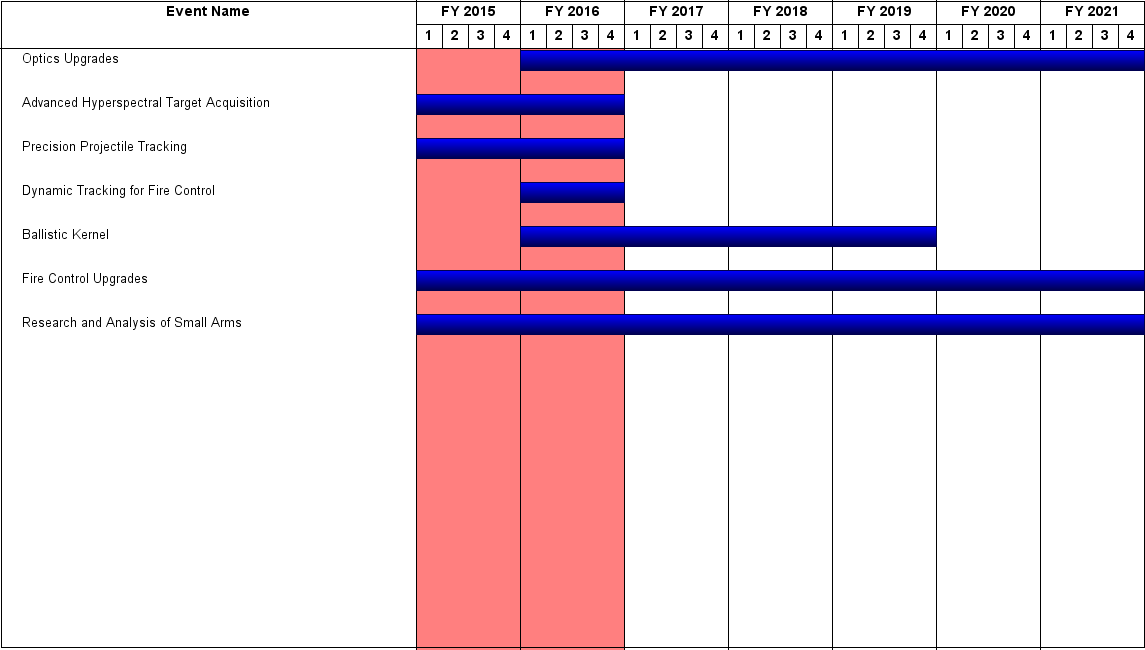 Event Name FY 2015 FY 2016 FY 2017 FY 2018 FY 2019 FY 2020 FY 2021
1 2 3 4 1 2 3 4 1 2 3 4 1 2 3 4 1 2 3 4 1 2 3 4 1 2 3 4
Optics Upgrades
Advanced Hyperspectral Target Acquisition
Precision Projectile Tracking
Dynamic Tracking for Fire Control
Ballistic Kernel
Fire Control Upgrades
Research and Analysis of Small Arms